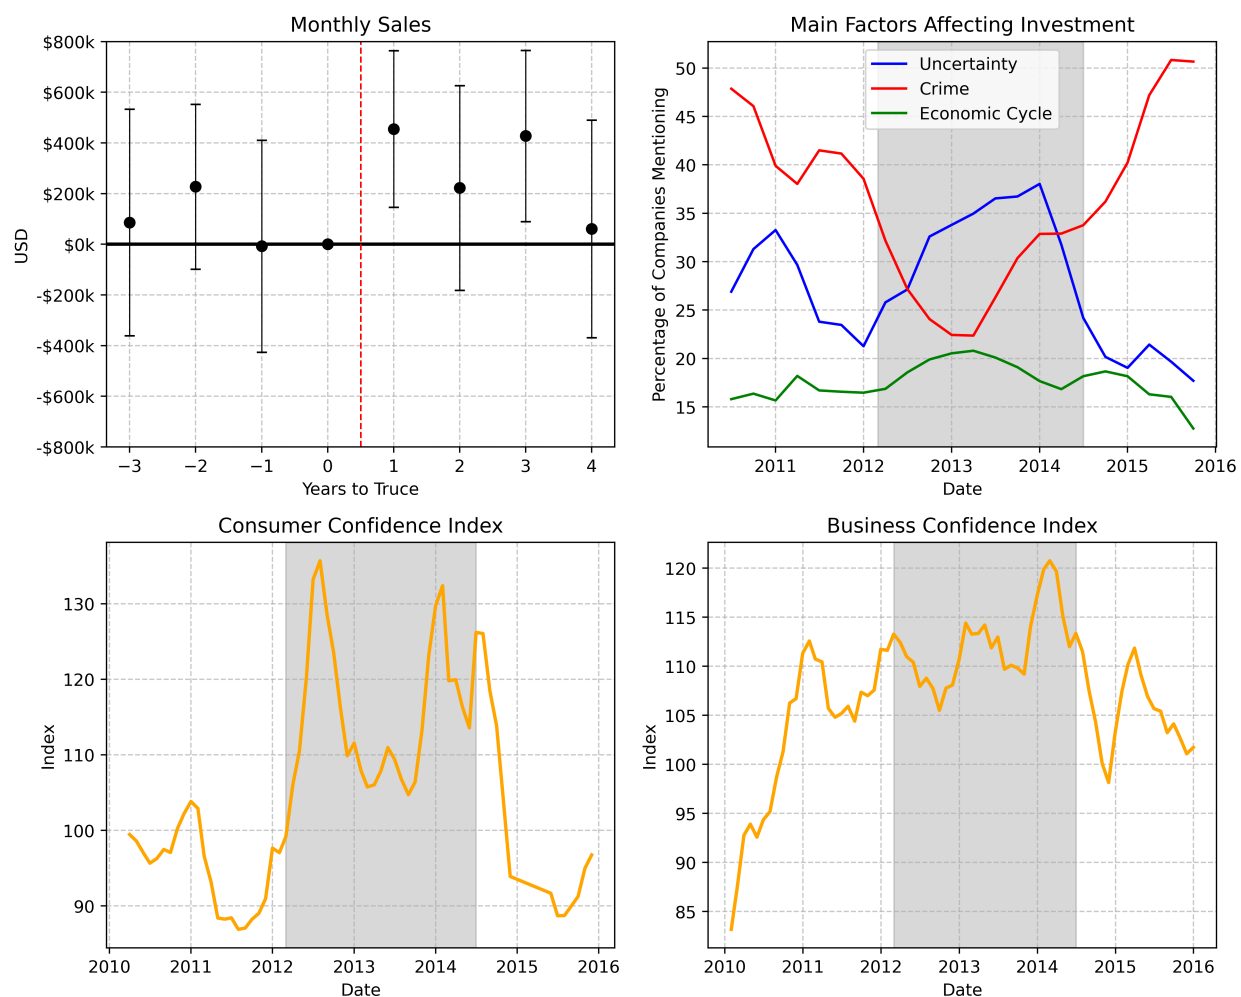 Monthly Sales
$800k
$600k
$400k
$200k
$0k
-$200k
-$400k
-$600k
-$800k
USD
−3 −2 −1 0 1 2 3 4
Years to Truce
Main Factors Affecting Investment
Uncertainty
Crime
Economic Cycle
50
45
40
35
30
25
20
15
Percentage of Companies Mentioning
2011 2012 2013 2014 2015 2016
Date
Consumer Confidence Index
130
120
110
100
90
Index
2010 2011 2012 2013 2014 2015 2016
Date
Business Confidence Index
120
115
110
105
100
95
90
85
Index
2010 2011 2012 2013 2014 2015 2016
Date